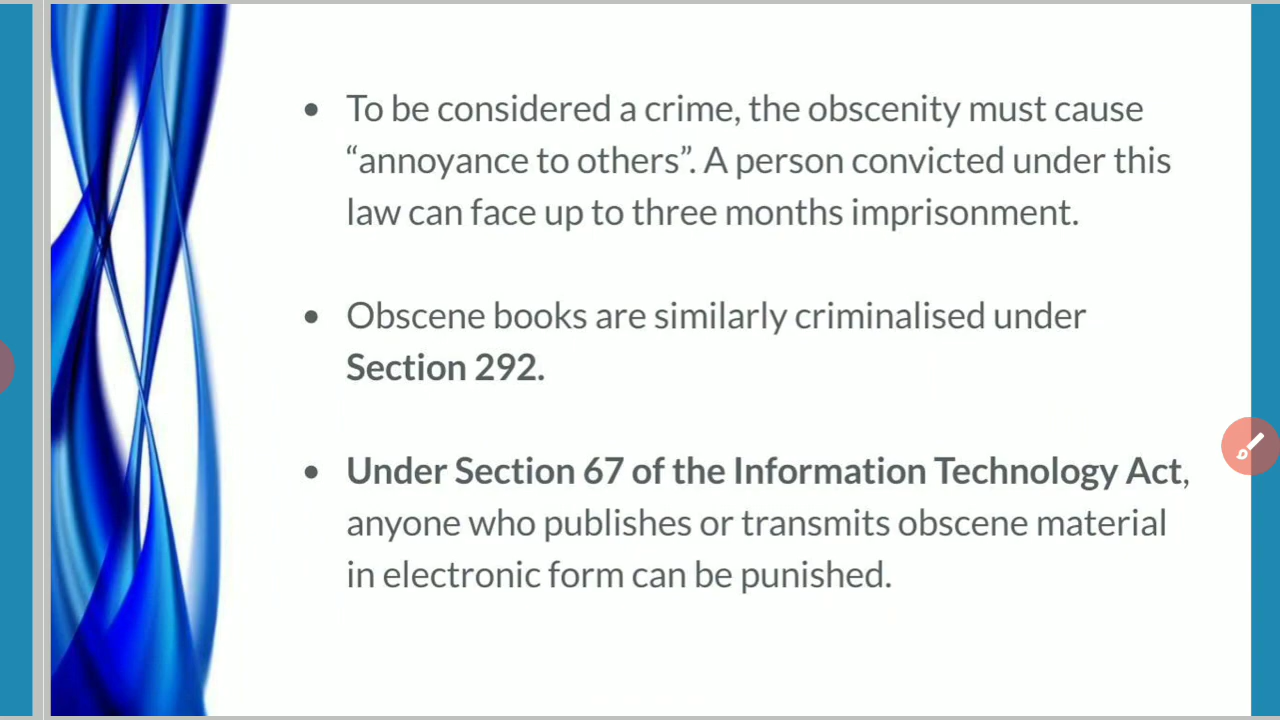 • To be considered a crime, the obscenity must cause
“annoyance to others”. A person convicted under this
law can face up to three months imprisonment.
• Obscene books are similarly criminalised under
Section 292.
• Under Section 67 of the Information Technology Act,
anyone who publishes or transmits obscene material
in electronic form can be punished.